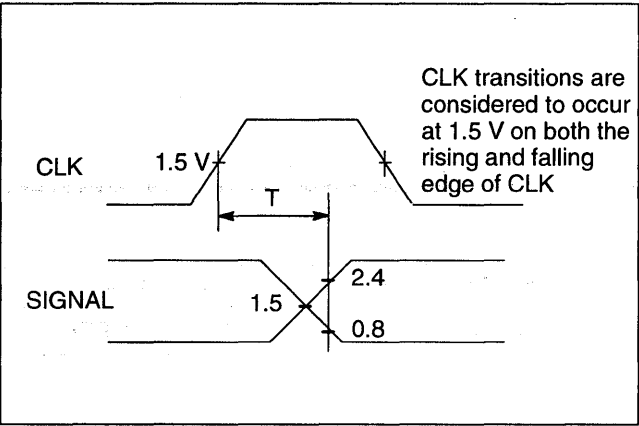 CLK transitions are
considered to occur
at 1.5 V on both the
rising and falling
edge of CLK
CLK
1.5 V
T
SIGNAL
1.5
2.4
0.8